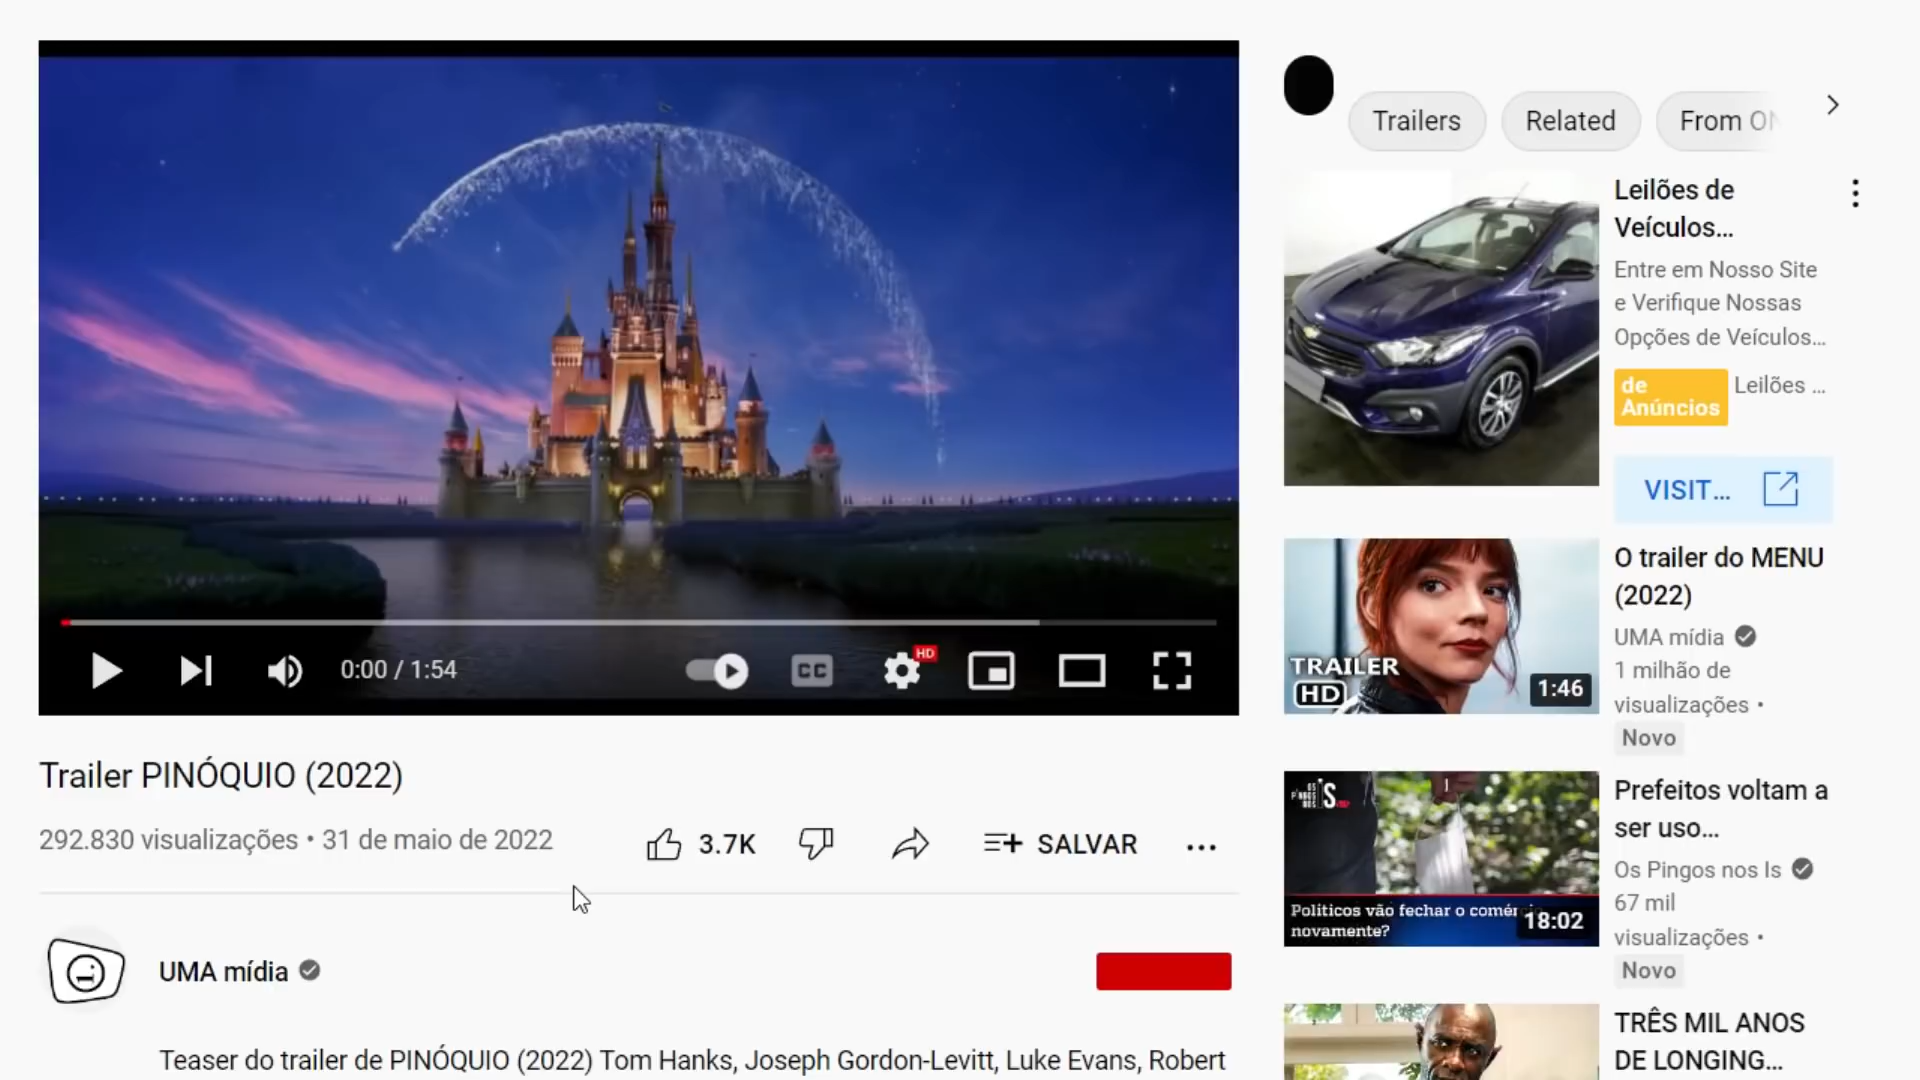 HD
0:00 / 1:54
CC
Trailer PINÓQUIO (2022)
292.830 visualizações • 31 de maio de 2022
3.7K
SALVAR
UMA mídia
Teaser do trailer de PINÓQUIO (2022) Tom Hanks, Joseph Gordon-Levitt, Luke Evans, Robert
Trailers
Related
From
Leilões de
Veículos...
Entre em Nosso Site
e Verifique Nossas
Opções de Veículos...
de
Anúncios
Leilões ...
VISIT...
TRAILER
HD
1:46
O trailer do MENU
(2022)
UMA mídia
1 milhão de
visualizações •
Novo
Políticos vão fechar o
novamente?
18:02
Prefeitos voltam a
ser uso...
Os Pingos nos Is
67 mil
visualizações •
Novo
TRÊS MIL ANOS
DE LONGING...